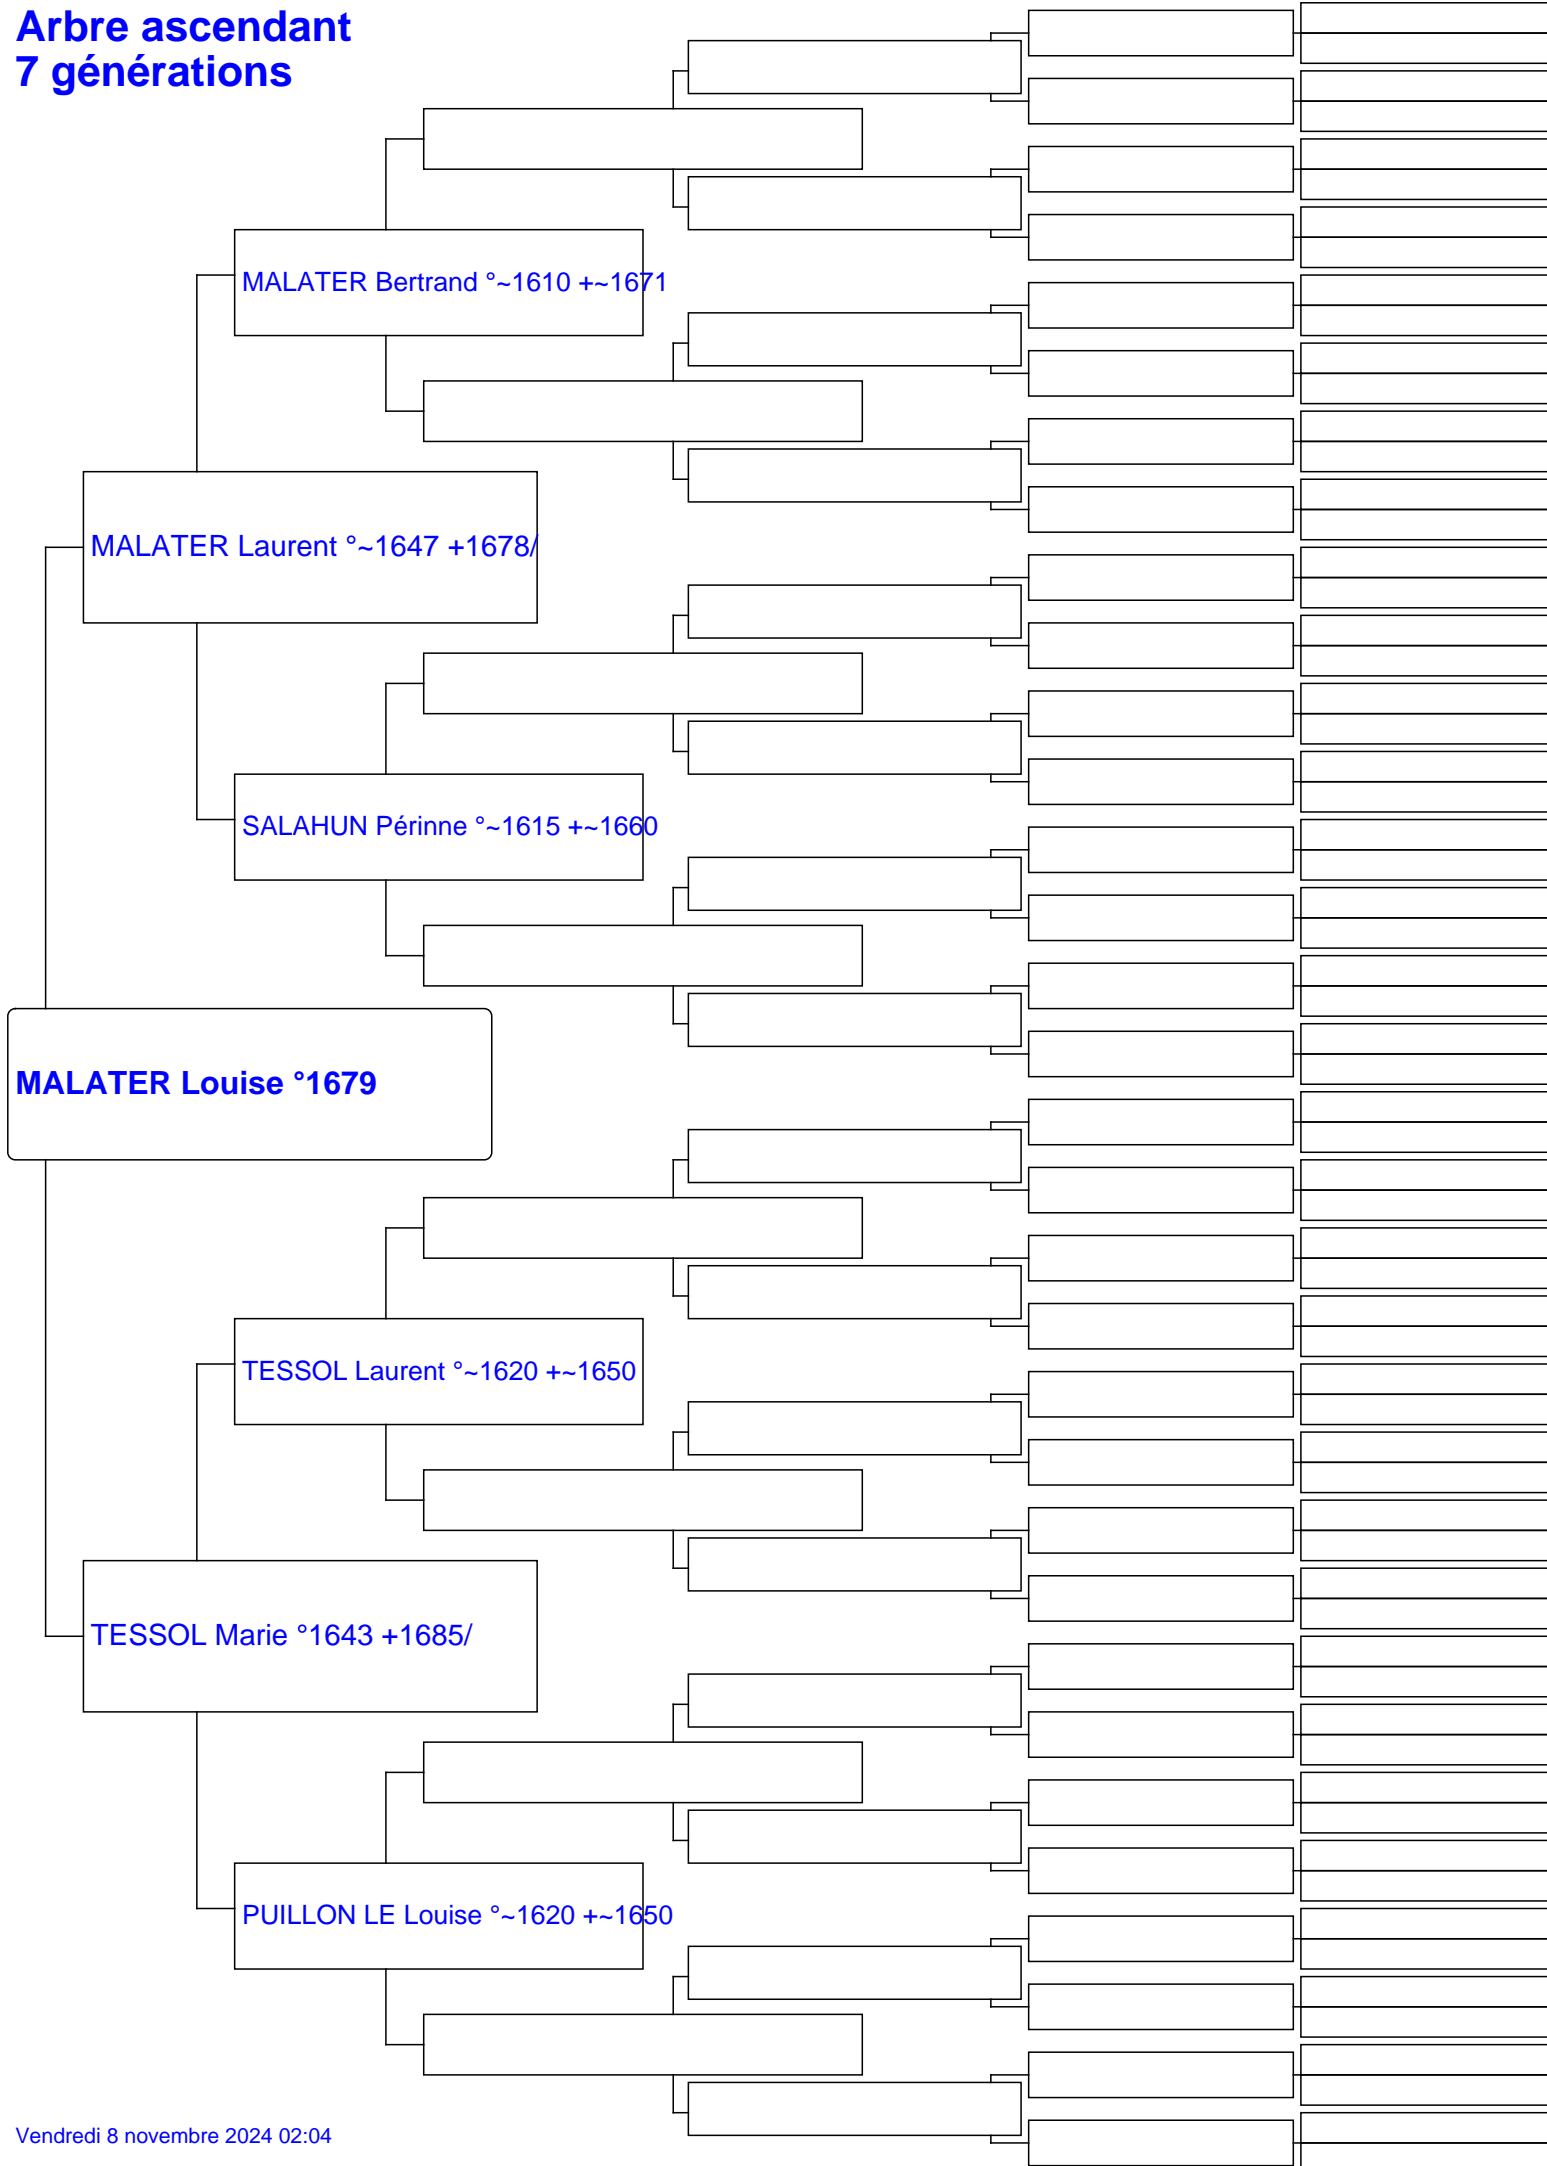 Arbre ascendant
7 générations
MALATER Bertrand °~1610 +~1671
MALATER Laurent °~1647 +1678/
SALAHUN Périnne °~1615 +~1660
MALATER Louise °1679
TESSOL Laurent °~1620 +~1650
TESSOL Marie °1643 +1685/
PUILLON LE Louise °~1620 +~1650
Vendredi 8 novembre 2024 02:04